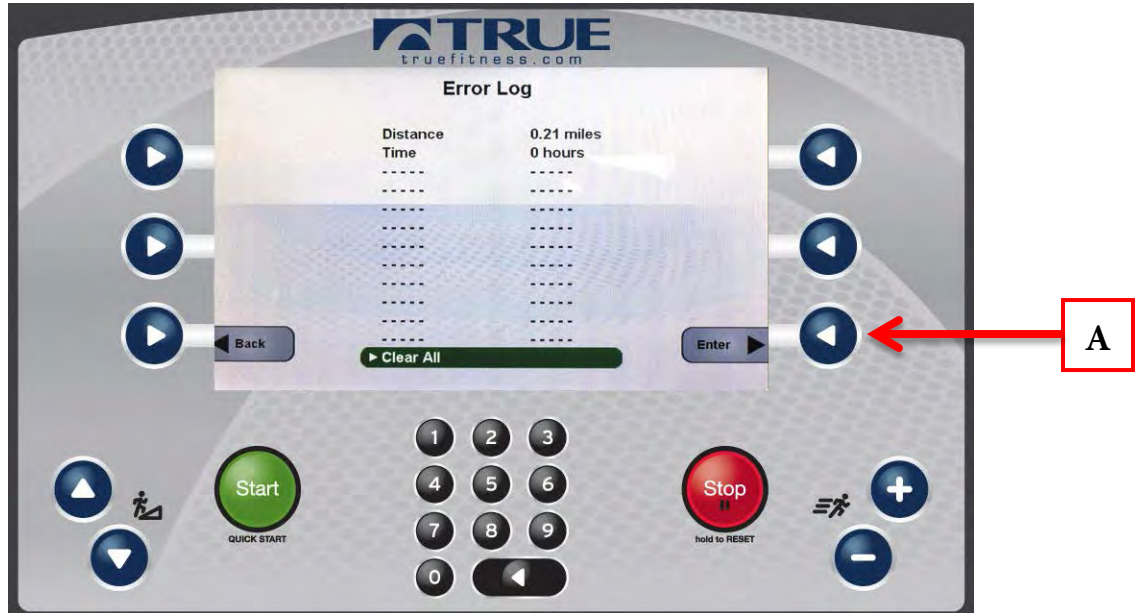 TRUE
truefitness.com
Error Log
Distance 0.21 miles
Time 0 hours
----- -----
----- -----
----- -----
----- -----
----- -----
----- -----
----- -----
----- -----
----- -----
----- -----
Back
Enter
Clear All
A
1 2 3
4 5 6
7 8 9
0
Start
QUICK START
Stop
hold to RESET